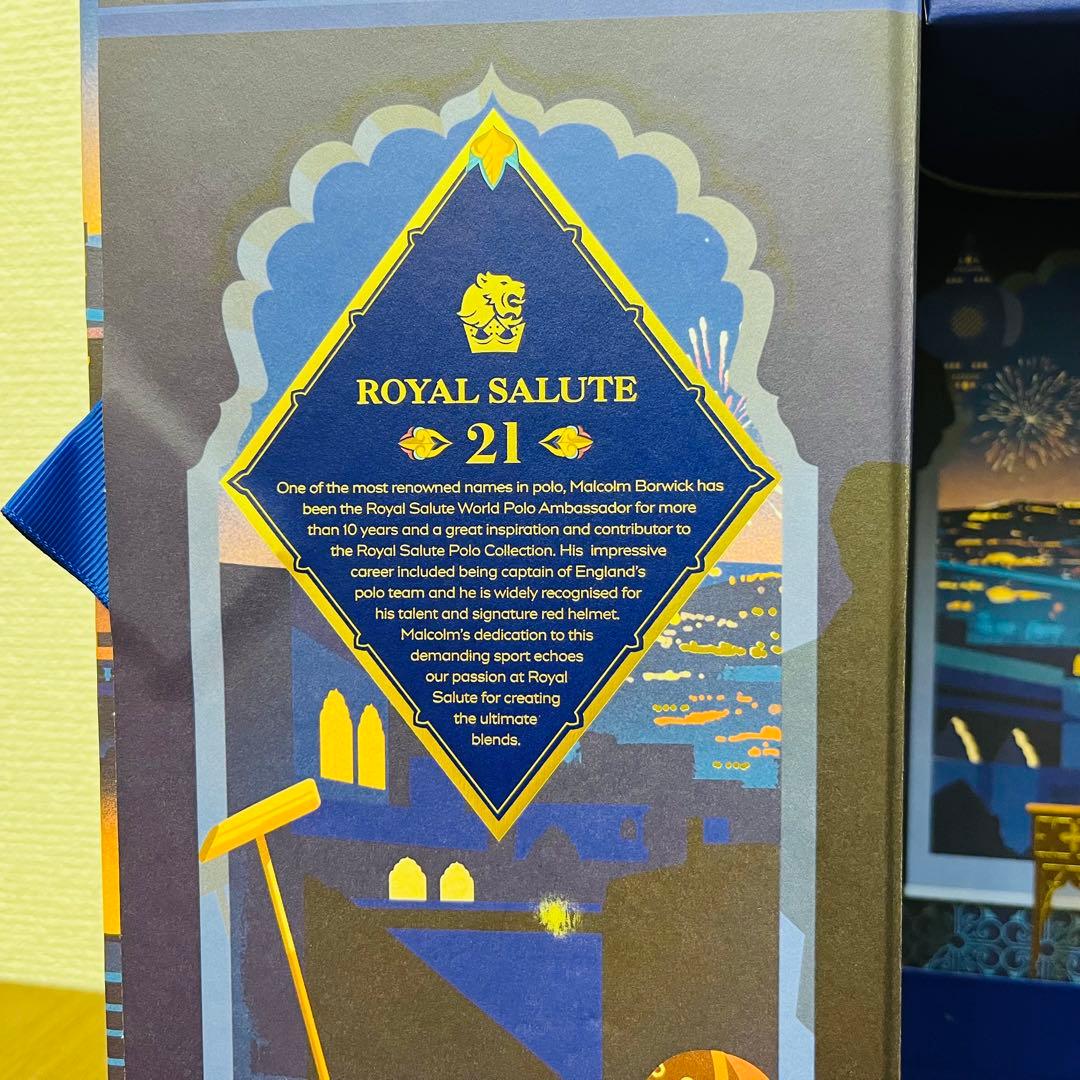 ROYAL SALUTE
21
One of the most renowned names in polo, Malcolm Borwick has
been the Royal Salute World Polo Ambassador for more
than 10 years and a great inspiration and contributor to
the Royal Salute Polo Collection. His impressive
career included being captain of England's
polo team and he is widely recognised for
his talent and signature red helmet.
Malcolm's dedication to this
demanding sport echoes
our passion at Royal
Salute for creating
the ultimate
blends.